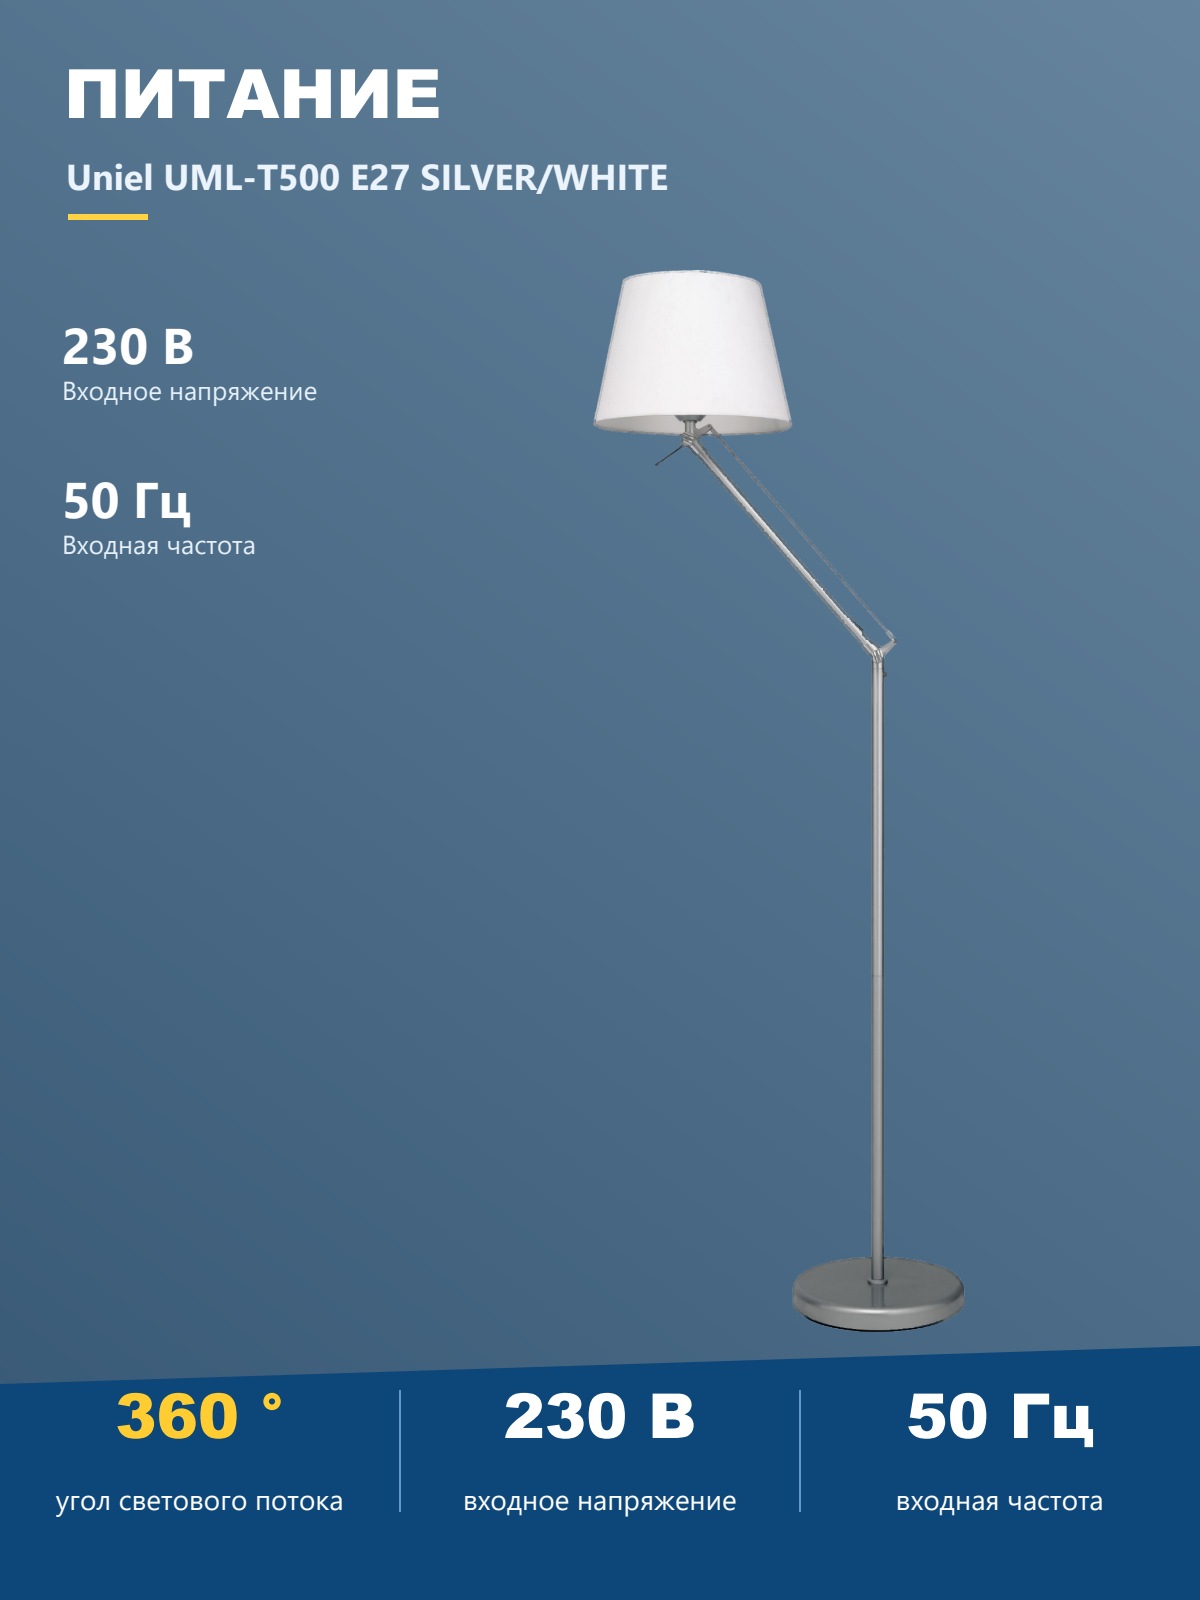 ПИТАНИЕ
Uniel UML-T500 E27 SILVER/WHITE
230 В
Входное напряжение
50 Гц
Входная частота
360 °
угол светового потока
230 В
входное напряжение
50 Гц
входная частота